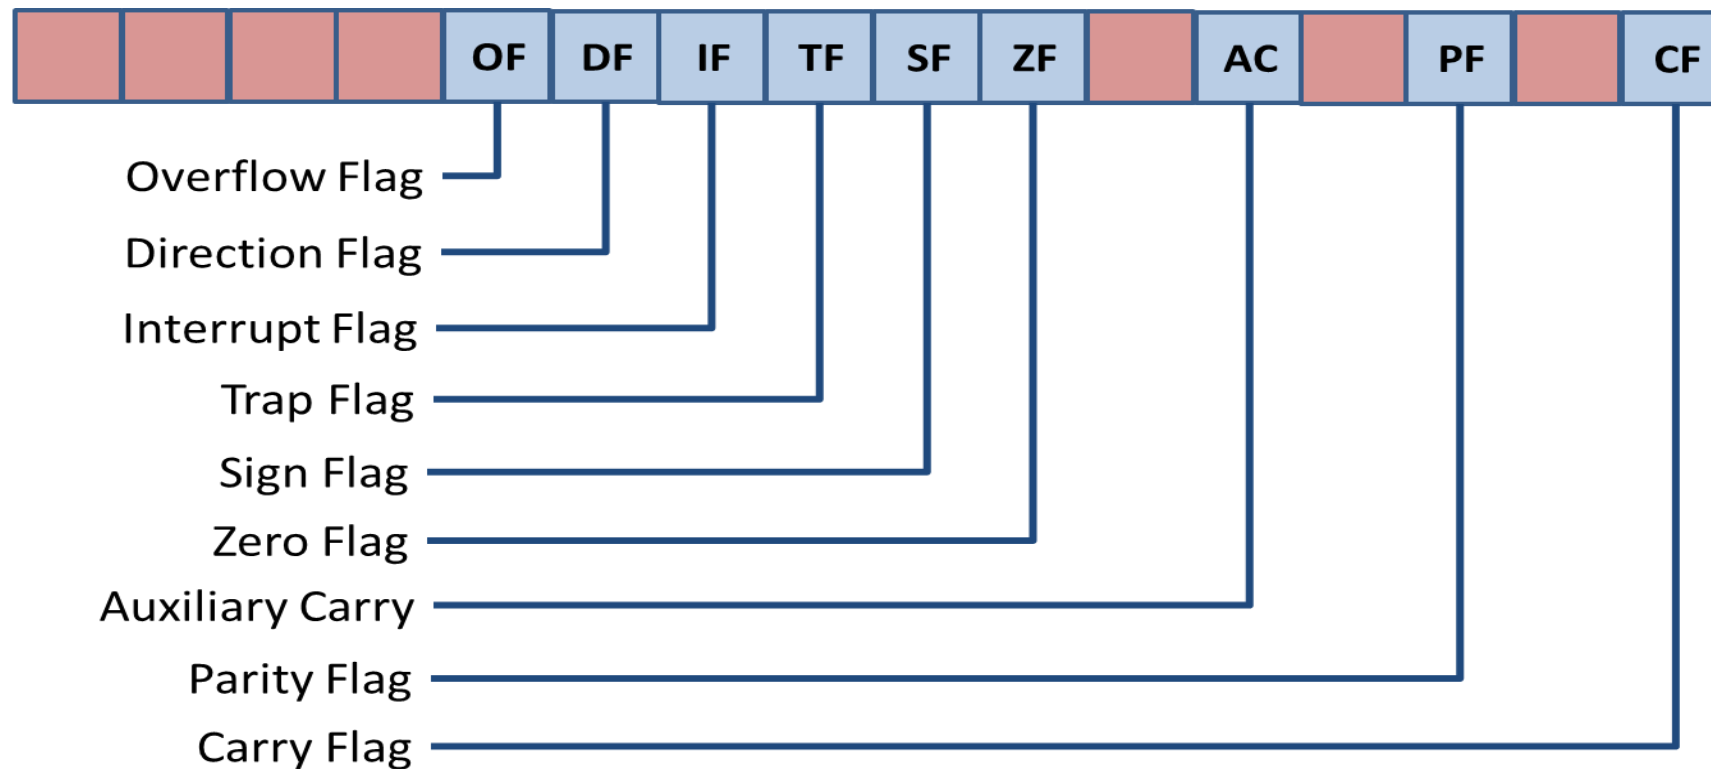 OF DF IF TF SF ZF AC PF CF
Overflow Flag
Direction Flag
Interrupt Flag
Trap Flag
Sign Flag
Zero Flag
Auxiliary Carry
Parity Flag
Carry Flag